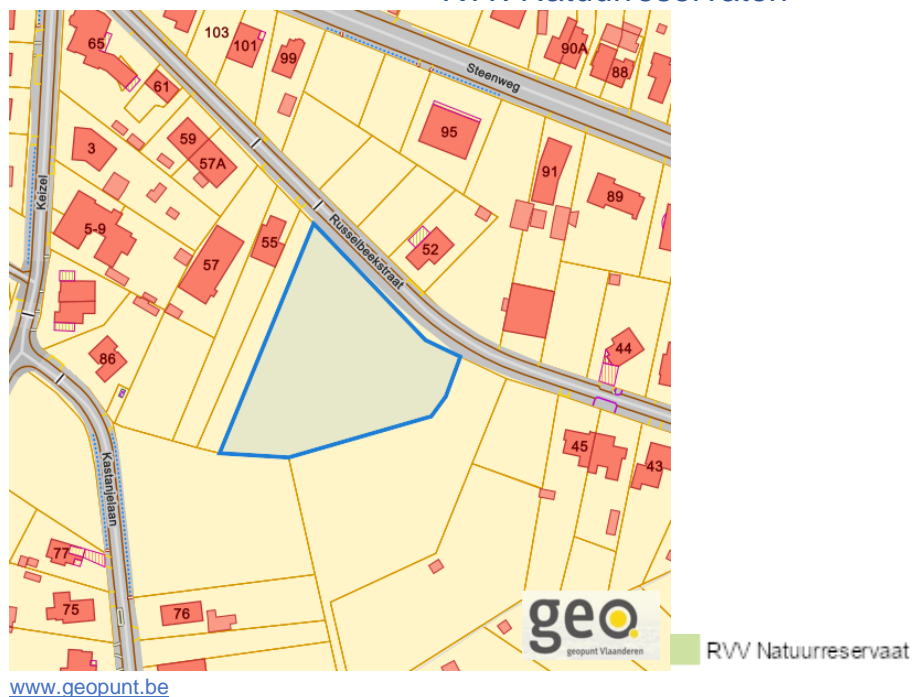 RVV Natuurreservaten
65
103
101
99
90A
88
Steenweg
61
95
59
57A
3
91
89
Keizel
5-9
55
Russelbeekstraat
52
57
44
86
45
43
Kastanjelaan
77
75
76
geo
geopunt Vlaanderen
RVV Natuurreservaat
www.geopunt.be